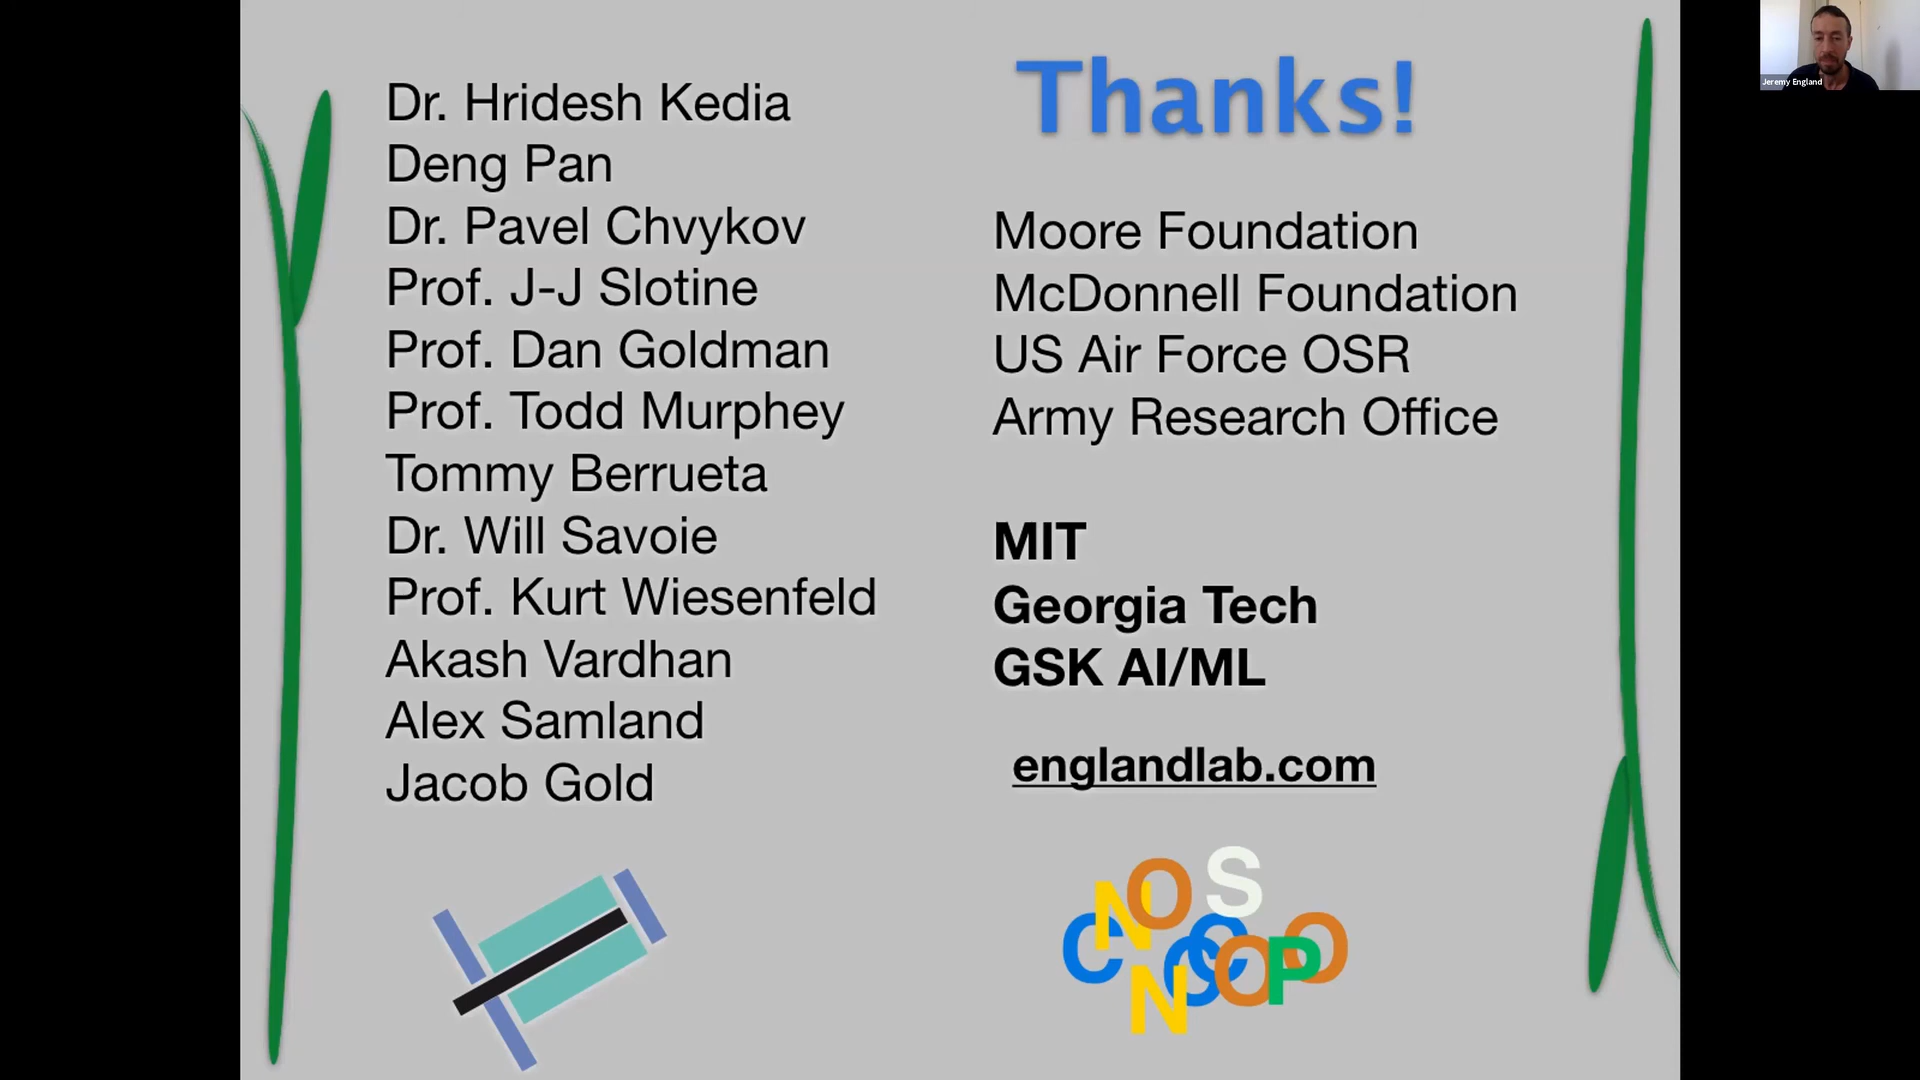 Dr. Hridesh Kedia
Deng Pan
Dr. Pavel Chvykov
Prof. J-J Slotine
Prof. Dan Goldman
Prof. Todd Murphey
Tommy Berrueta
Dr. Will Savoie
Prof. Kurt Wiesenfeld
Akash Vardhan
Alex Samland
Jacob Gold
Thanks!
Moore Foundation
McDonnell Foundation
US Air Force OSR
Army Research Office
MIT
Georgia Tech
GSK AI/ML
englandlab.com
C N O S
N C C O P O
Jeremy England